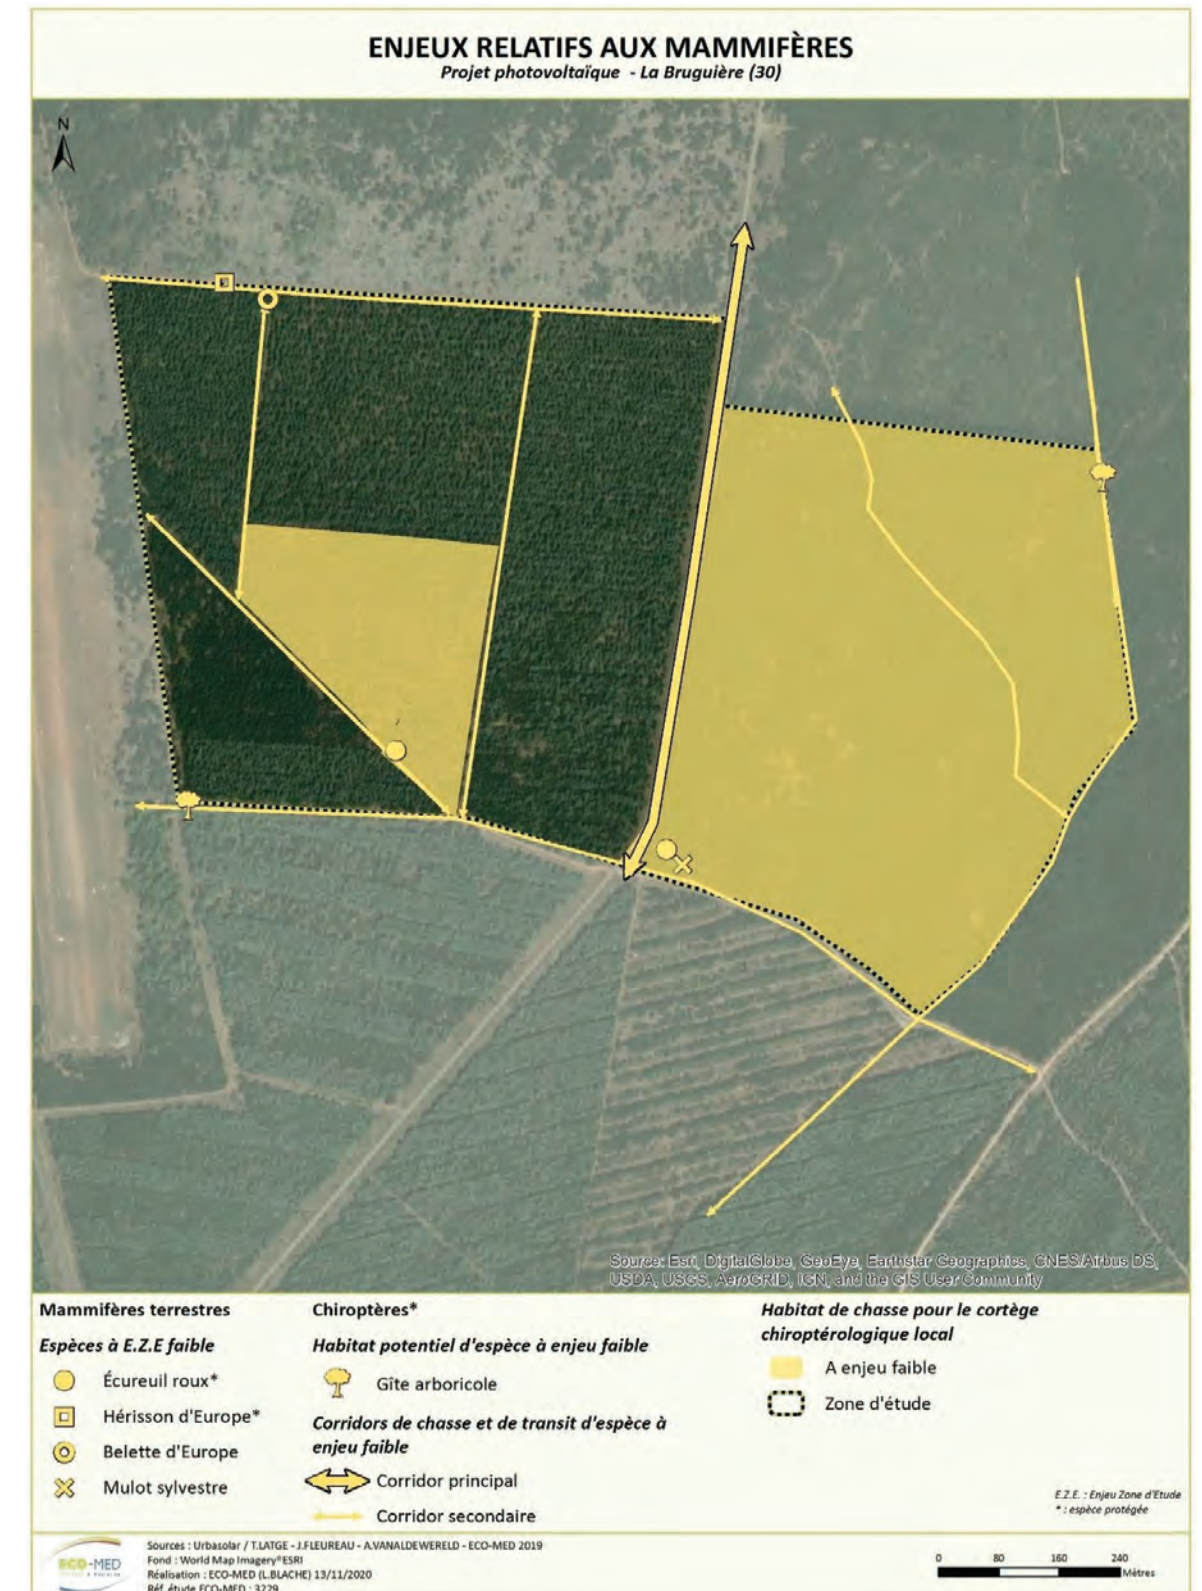 ENJEUX RELATIFS AUX MAMMIFÈRES
Projet photovoltaïque - La Bruguière (30)
N
Source: Esri, DigitalGlobe, GeoEye, Earthstar Geographics, CNES/Airbus DS,
USDA, USGS, AeroGRID, IGN, and the GIS User Community
Mammifères terrestres
Espèces à E.Z.E faible
Écureuil roux*
Hérisson d'Europe*
Belette d'Europe
Mulot sylvestre
Chiroptères*
Habitat potentiel d'espèce à enjeu faible
Gîte arboricole
Corridors de chasse et de transit d'espèce à
enjeu faible
Corridor principal
Corridor secondaire
Habitat de chasse pour le cortège
chiroptérologique local
A enjeu faible
Zone d'étude
E.Z.E. : Enjeu Zone d'Etude
* : espèce protégée
ECO-MED
Sources : Urbasolar / T.LATGE - J.FLEUREAU - A.VANALDEWERELD - ECO-MED 2019
Fond : World Map Imagery®ESRI
Réalisation : ECO-MED (L.BLACHE) 13/11/2020
Réf. étude ECO-MED : 3229
0 80 160 240
Mètres